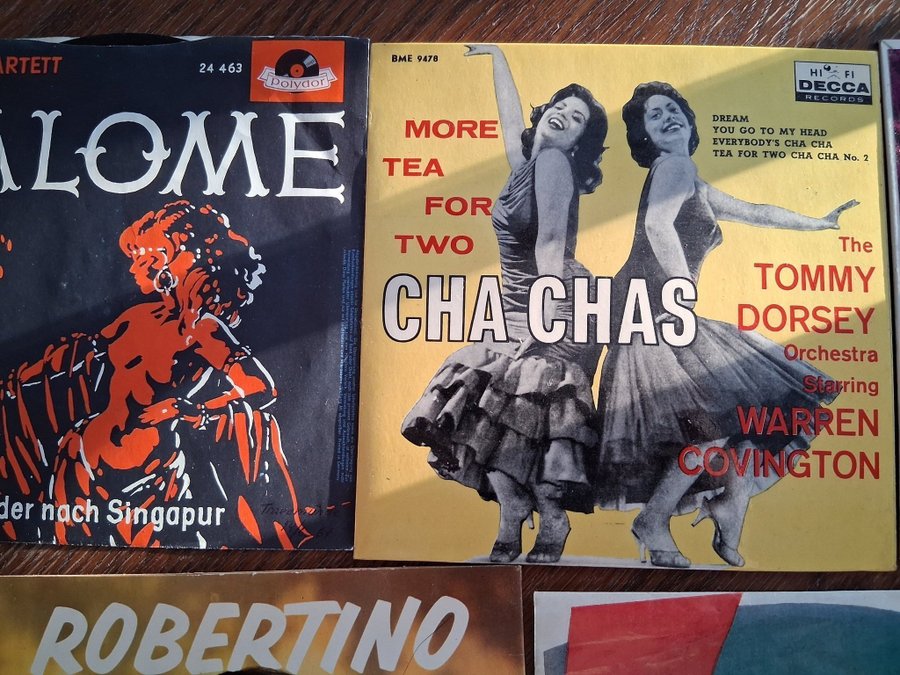 ARTETT
24 463
Polydor
ALOME
der nach Singapur
BME 9478
HI FI
DECCA
RECORDS
MORE
TEA
FOR
TWO
CHA CHAS
DREAM
YOU GO TO MY HEAD
EVERYBODY'S CHA CHA
TEA FOR TWO CHA CHA No. 2
The
TOMMY
DORSEY
Orchestra
Starring
WARREN
COVINGTON
ROBERTINO